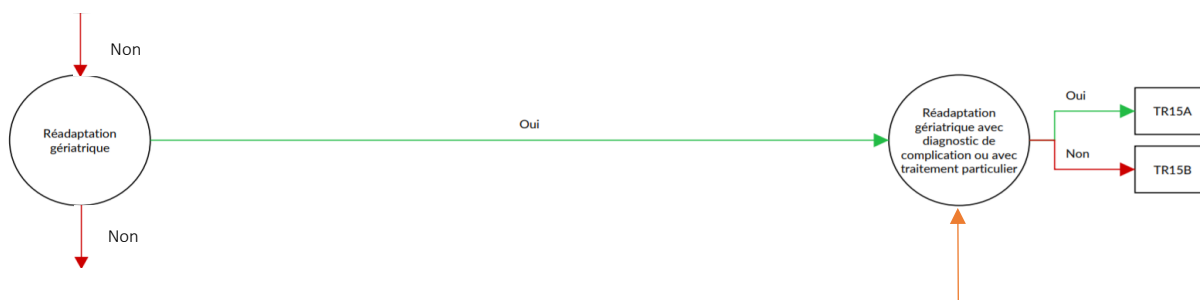 Non
Réadaptation
gériatrique
Non
Oui
Réadaptation
gériatrique avec
diagnostic de
complication ou avec
traitement particulier
Oui
Non
TR15A
TR15B